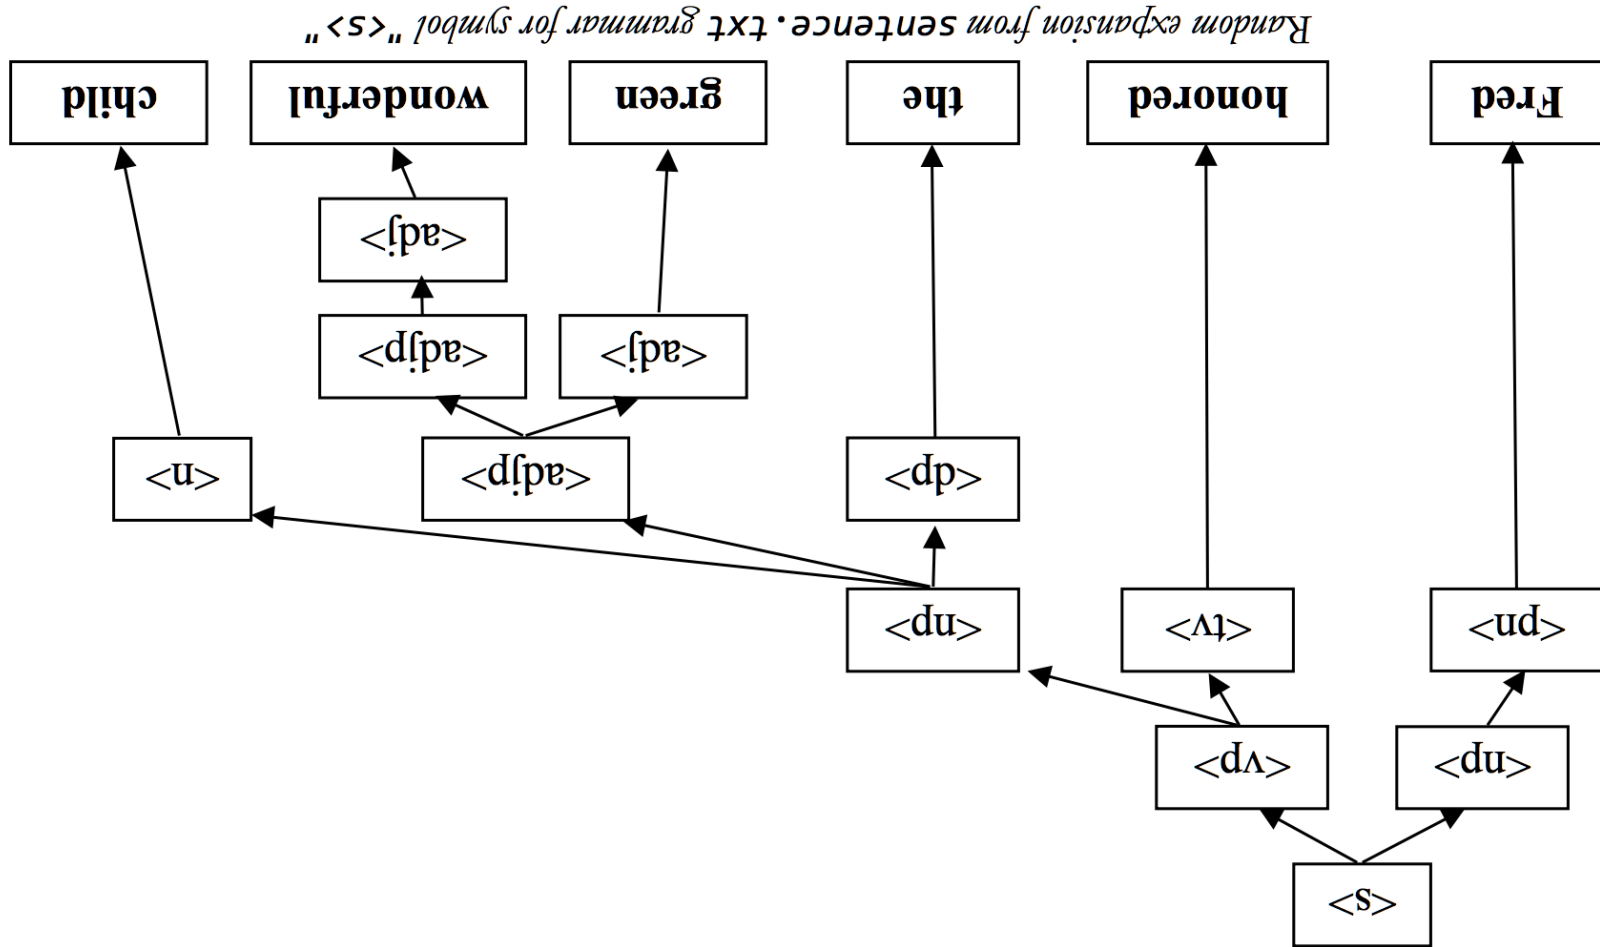 <s>
<np> <vp>
<pn> <tv> <np>
<dp> <adjp> <n>
<adj> <adjp>
<adj>
Fred honored the green wonderful child
Random expansion from sentence.txt grammar for symbol "<s>"